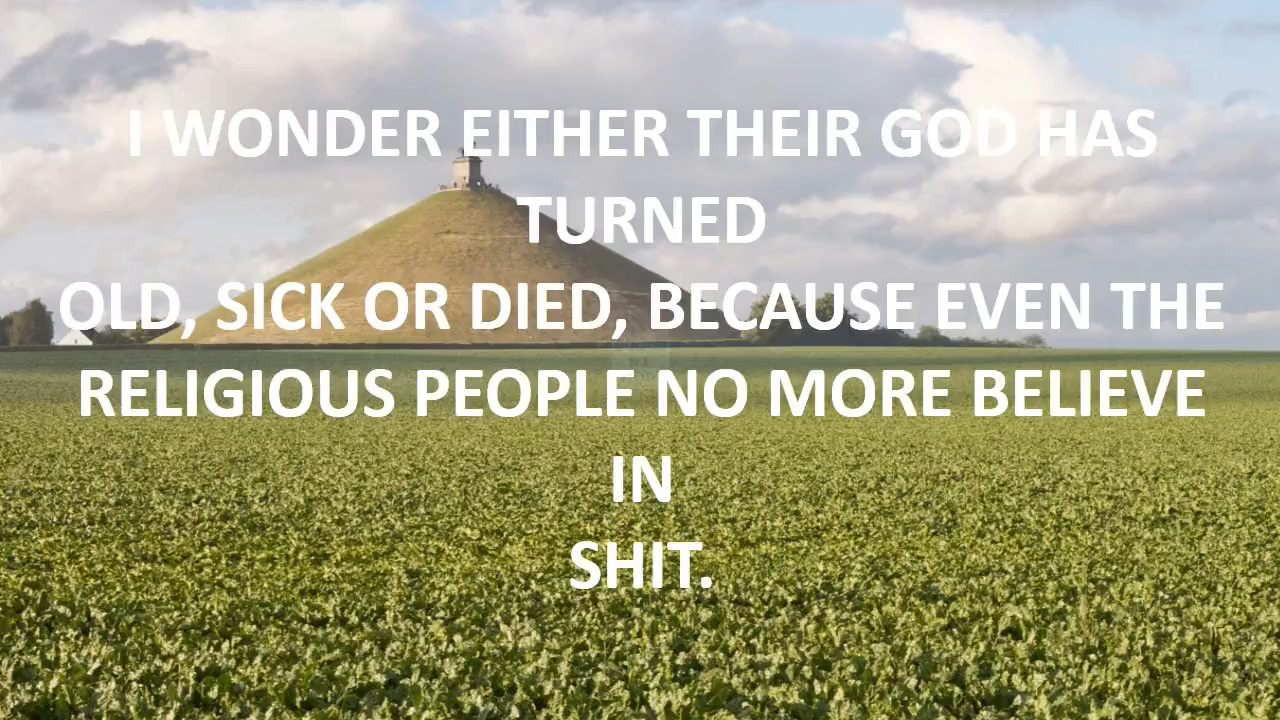 I WONDER EITHER THEIR GOD HAS
TURNED
OLD, SICK OR DIED, BECAUSE EVEN THE
RELIGIOUS PEOPLE NO MORE BELIEVE
IN
SHIT.